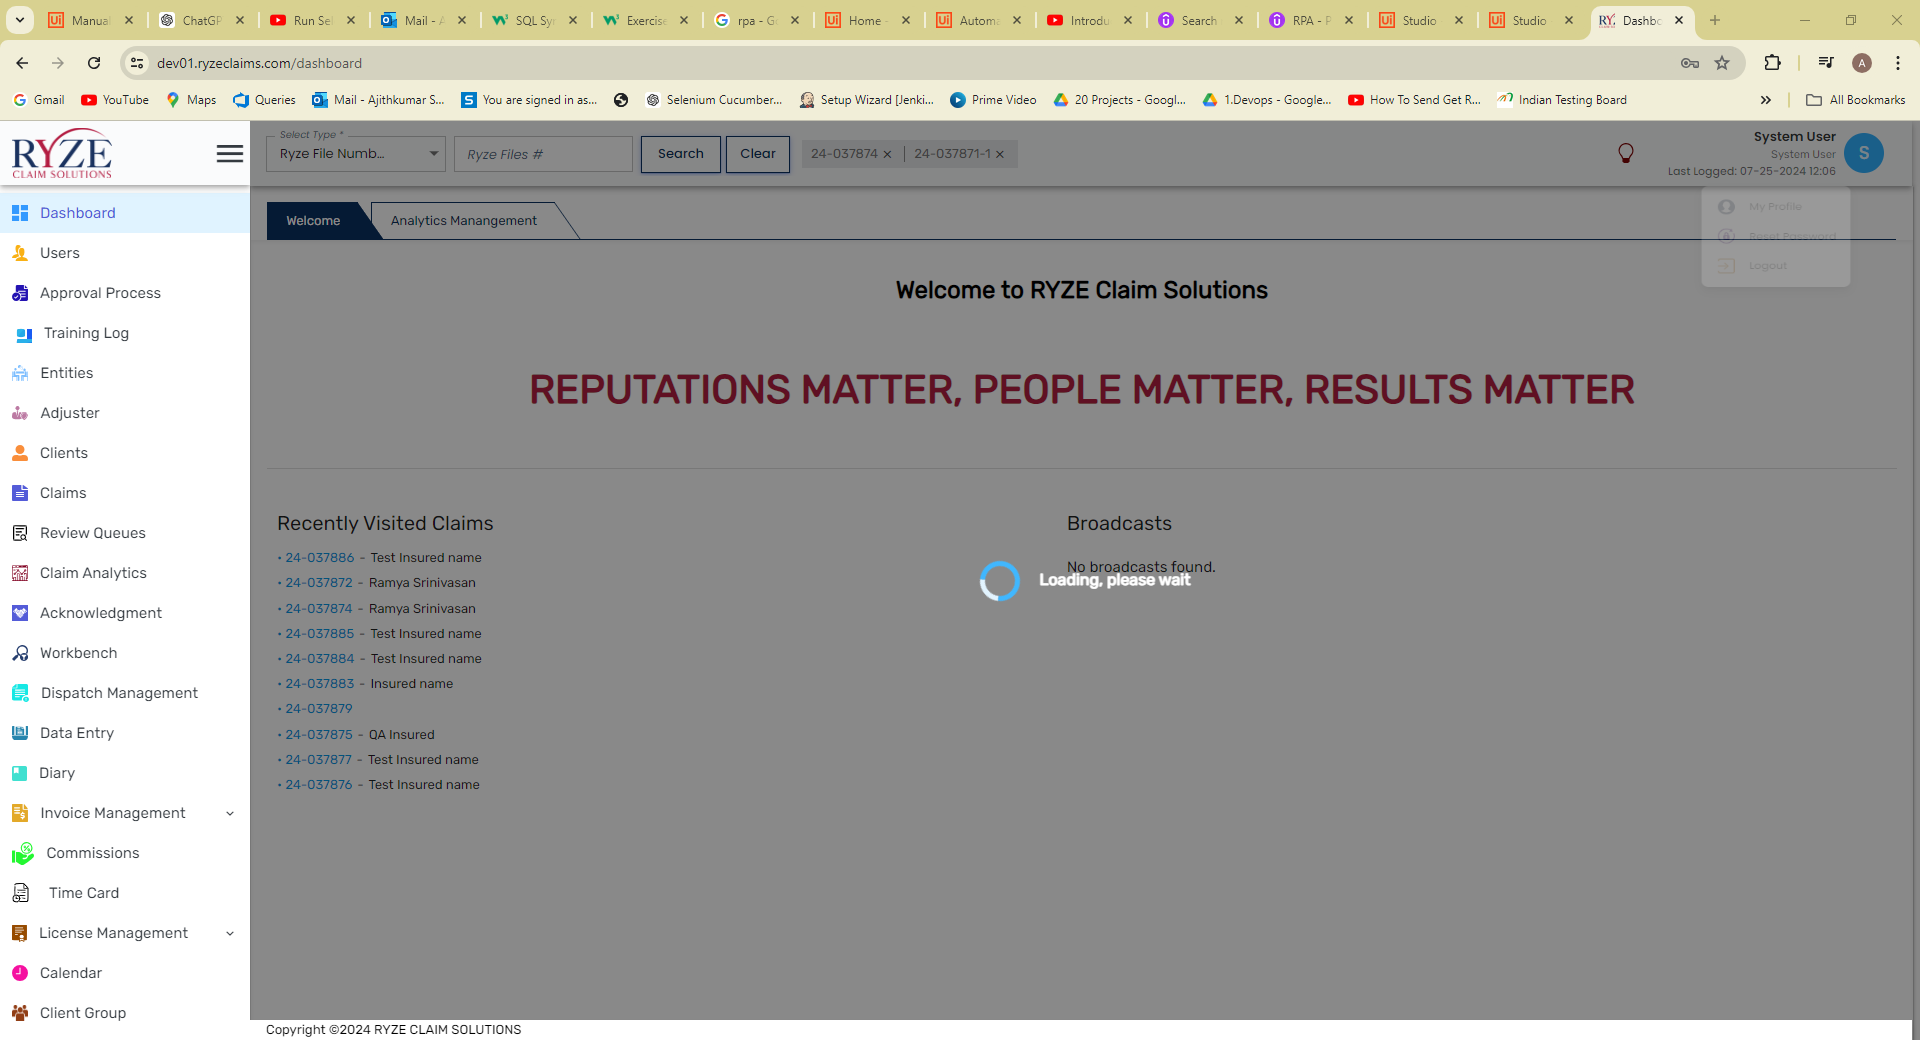 Manual
ChatGP
Run Sel
Mail - A
SQL Syn
Exercise
rpa - Go
Home -
Automa
Introdu
Search
RPA - P
Studio
Studio
Dashbo
dev01.ryzeclaims.com/dashboard
A
Gmail
YouTube
Maps
Queries
Mail - Ajithkumar S...
You are signed in as...
Selenium Cucumber...
Setup Wizard [Jenki...
Prime Video
20 Projects - Googl...
1.Devops - Google...
How To Send Get R...
Indian Testing Board
All Bookmarks
RYZE
CLAIM SOLUTIONS
Select Type *
Ryze File Numb...
Ryze Files #
Search
Clear
24-037874
24-037871-1
System User
System User
Last Logged: 07-25-2024 12:06
S
My Profile
Reset Password
Logout
Dashboard
Users
Approval Process
Training Log
Entities
Adjuster
Clients
Claims
Review Queues
Claim Analytics
Acknowledgment
Workbench
Dispatch Management
Data Entry
Diary
Invoice Management
Commissions
Time Card
License Management
Calendar
Client Group
Welcome
Analytics Manangement
Welcome to RYZE Claim Solutions
REPUTATIONS MATTER, PEOPLE MATTER, RESULTS MATTER
Recently Visited Claims
• 24-037886 - Test Insured name
• 24-037872 - Ramya Srinivasan
• 24-037874 - Ramya Srinivasan
• 24-037885 - Test Insured name
• 24-037884 - Test Insured name
• 24-037883 - Insured name
• 24-037879
• 24-037875 - QA Insured
• 24-037877 - Test Insured name
• 24-037876 - Test Insured name
Broadcasts
No broadcasts found.
Loading, please wait
Copyright ©2024 RYZE CLAIM SOLUTIONS